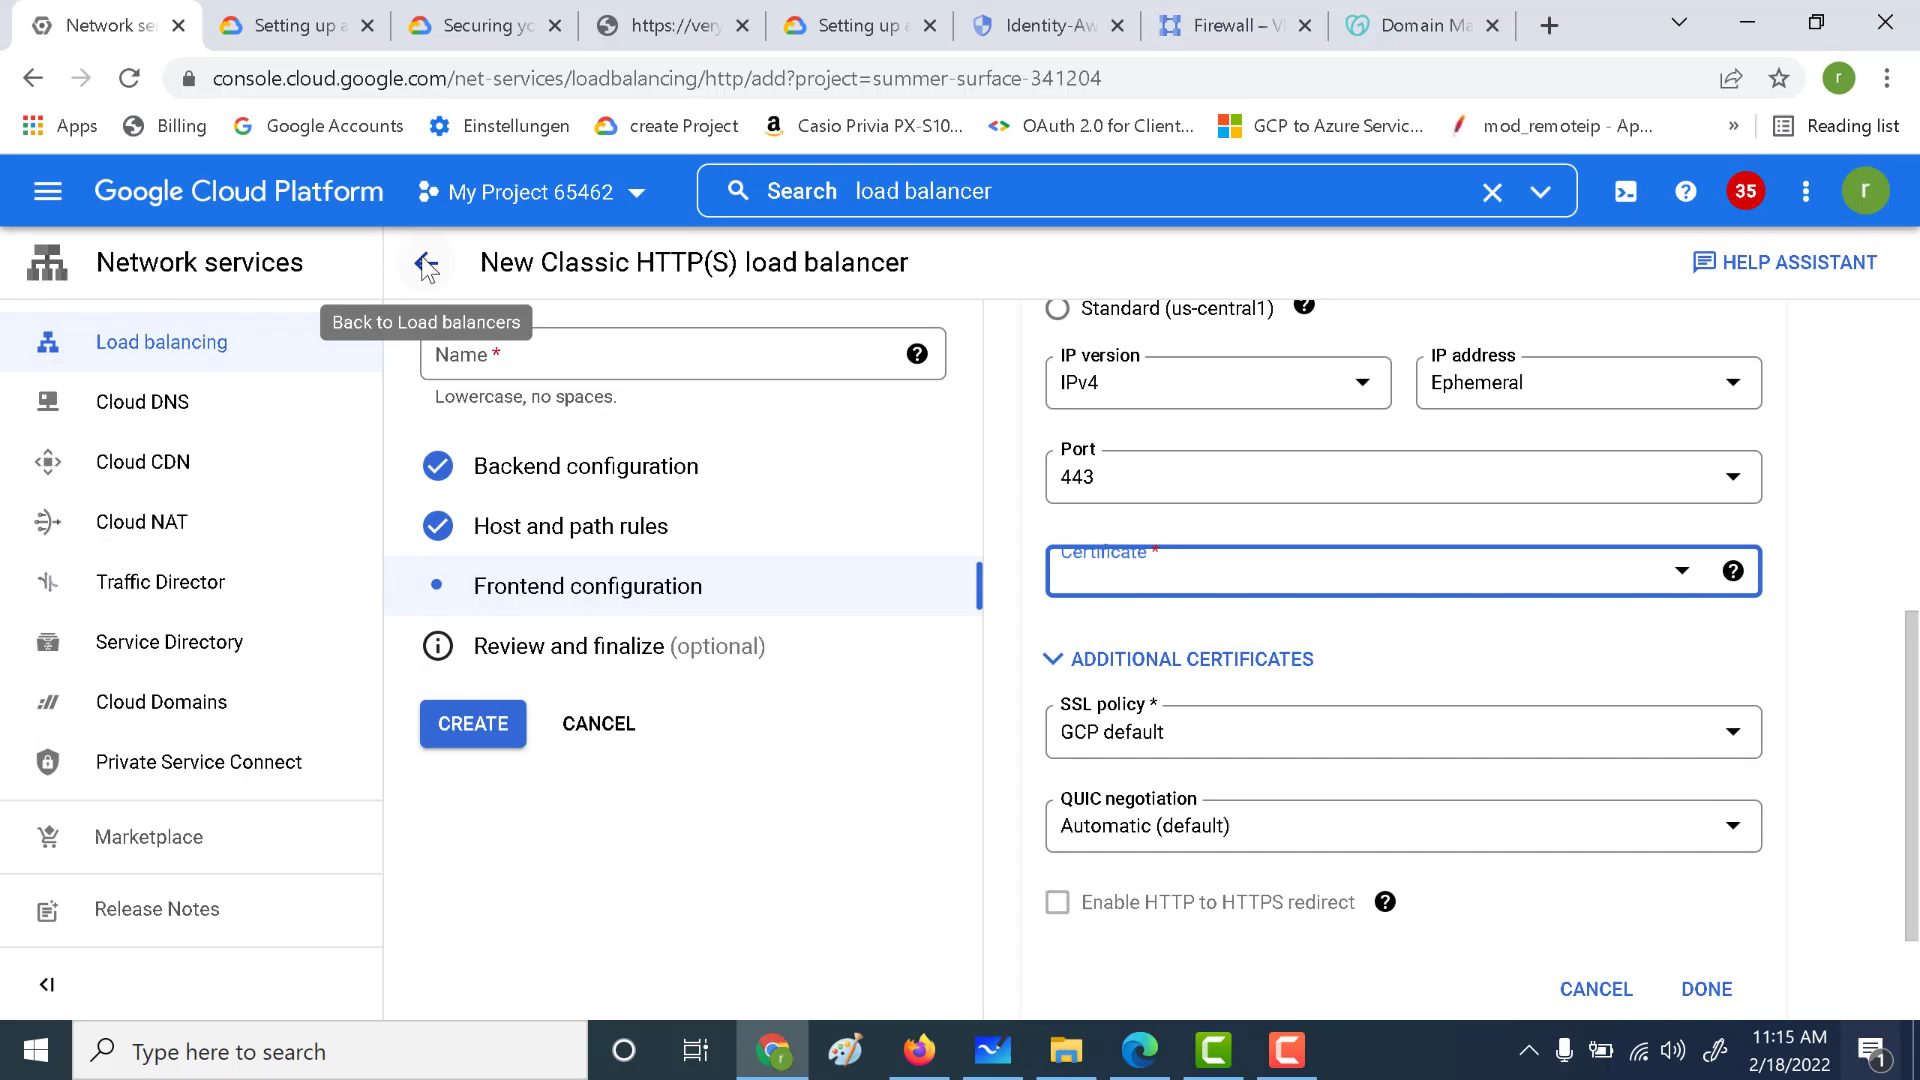 Network se
Setting up a
Securing yo
https://very
Setting up a
Identity-Aw
Firewall – Vi
Domain Ma
console.cloud.google.com/net-services/loadbalancing/http/add?project=summer-surface-341204
r
Apps
Billing
Google Accounts
Einstellungen
create Project
Casio Privia PX-S10...
OAuth 2.0 for Client...
GCP to Azure Servic...
mod_remoteip - Ap...
»
Reading list
Google Cloud Platform
My Project 65462
Search load balancer
35
r
Network services
New Classic HTTP(S) load balancer
HELP ASSISTANT
Back to Load balancers
Load balancing
Cloud DNS
Cloud CDN
Cloud NAT
Traffic Director
Service Directory
Cloud Domains
Private Service Connect
Marketplace
Release Notes
Name *
Lowercase, no spaces.
Backend configuration
Host and path rules
Frontend configuration
Review and finalize (optional)
CREATE
CANCEL
Standard (us-central1)
IP version
IPv4
IP address
Ephemeral
Port
443
Certificate *
ADDITIONAL CERTIFICATES
SSL policy *
GCP default
QUIC negotiation
Automatic (default)
Enable HTTP to HTTPS redirect
CANCEL
DONE
Type here to search
11:15 AM
2/18/2022
1